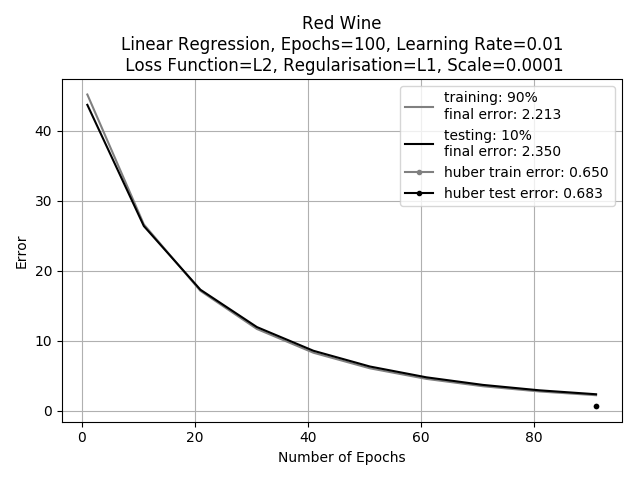 Red Wine
Linear Regression, Epochs=100, Learning Rate=0.01
Loss Function=L2, Regularisation=L1, Scale=0.0001
training: 90%
final error: 2.213
testing: 10%
final error: 2.350
huber train error: 0.650
huber test error: 0.683
Error
40
30
20
10
0
0 20 40 60 80
Number of Epochs